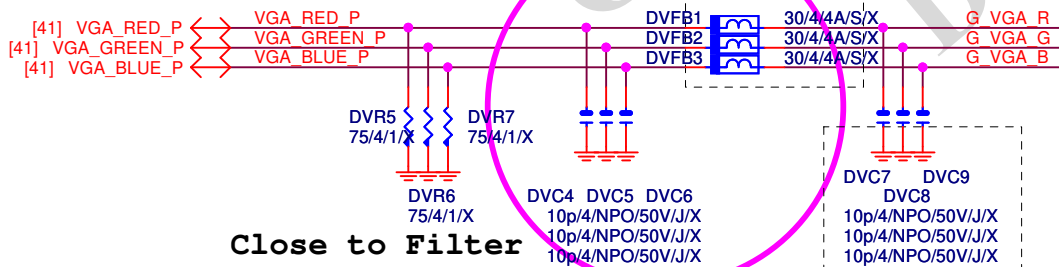 [41] VGA_RED_P VGA_RED_P DVFB1 30/4/4A/S/X G_VGA_R
[41] VGA_GREEN_P VGA_GREEN_P DVFB2 30/4/4A/S/X G_VGA_G
[41] VGA_BLUE_P VGA_BLUE_P DVFB3 30/4/4A/S/X G_VGA_B
DVR5 DVR7
75/4/1/X 75/4/1/X
DVR6
75/4/1/X
DVC4 DVC5 DVC6
10p/4/NPO/50V/J/X
10p/4/NPO/50V/J/X
10p/4/NPO/50V/J/X
DVC7 DVC9
DVC8
10p/4/NPO/50V/J/X
10p/4/NPO/50V/J/X
10p/4/NPO/50V/J/X
Close to Filter